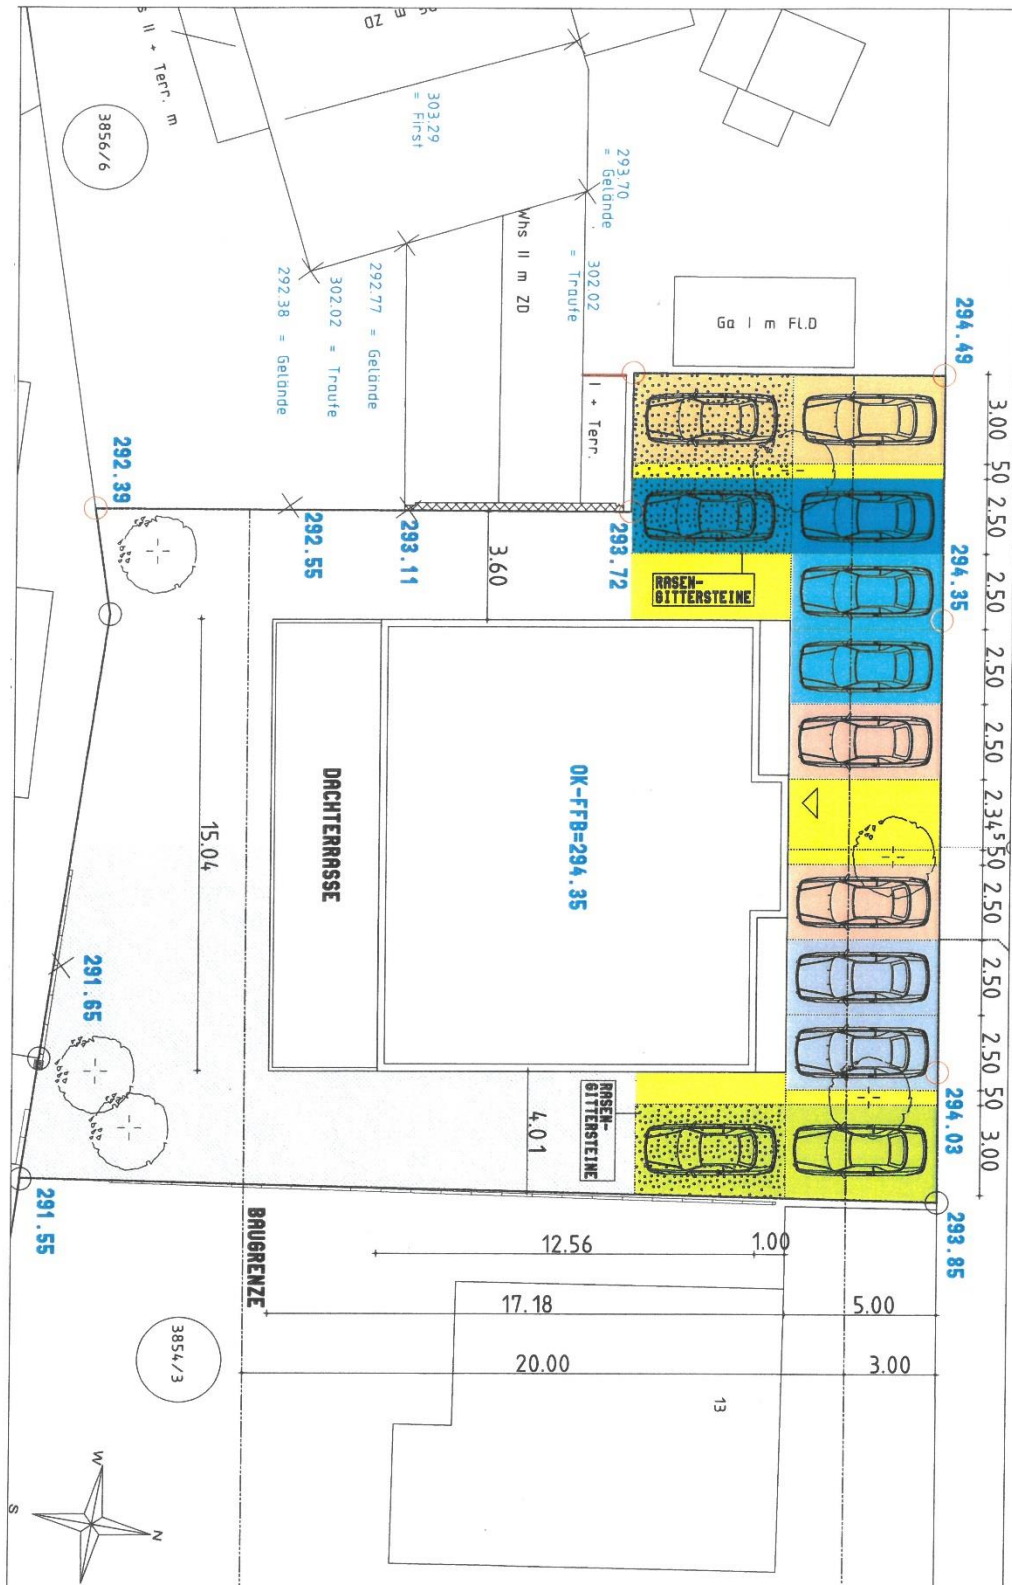 s II + Terr. m
m ZD
3856/6
303.29
= First
293.70
= Gelände
302.02
= Traufe
Whs II m ZD
292.77 = Gelände
302.02 = Traufe
292.38 = Gelände
Ga I m Fl.D
I + Terr.
294.49
3.00
50
2.50
2.50
2.50
2.50
2.34⁵
50
2.50
2.50
2.50
50
3.00
294.35
294.03
293.85
292.39
292.55
293.11
293.72
3.60
RASEN-
GITTERSTEINE
OK-FFB=294.35
DACHTERRASSE
15.04
291.65
4.01
RASEN-
GITTERSTEINE
291.55
BAUGRENZE
12.56
1.00
17.18
5.00
20.00
3.00
3854/3
13
W
N
S